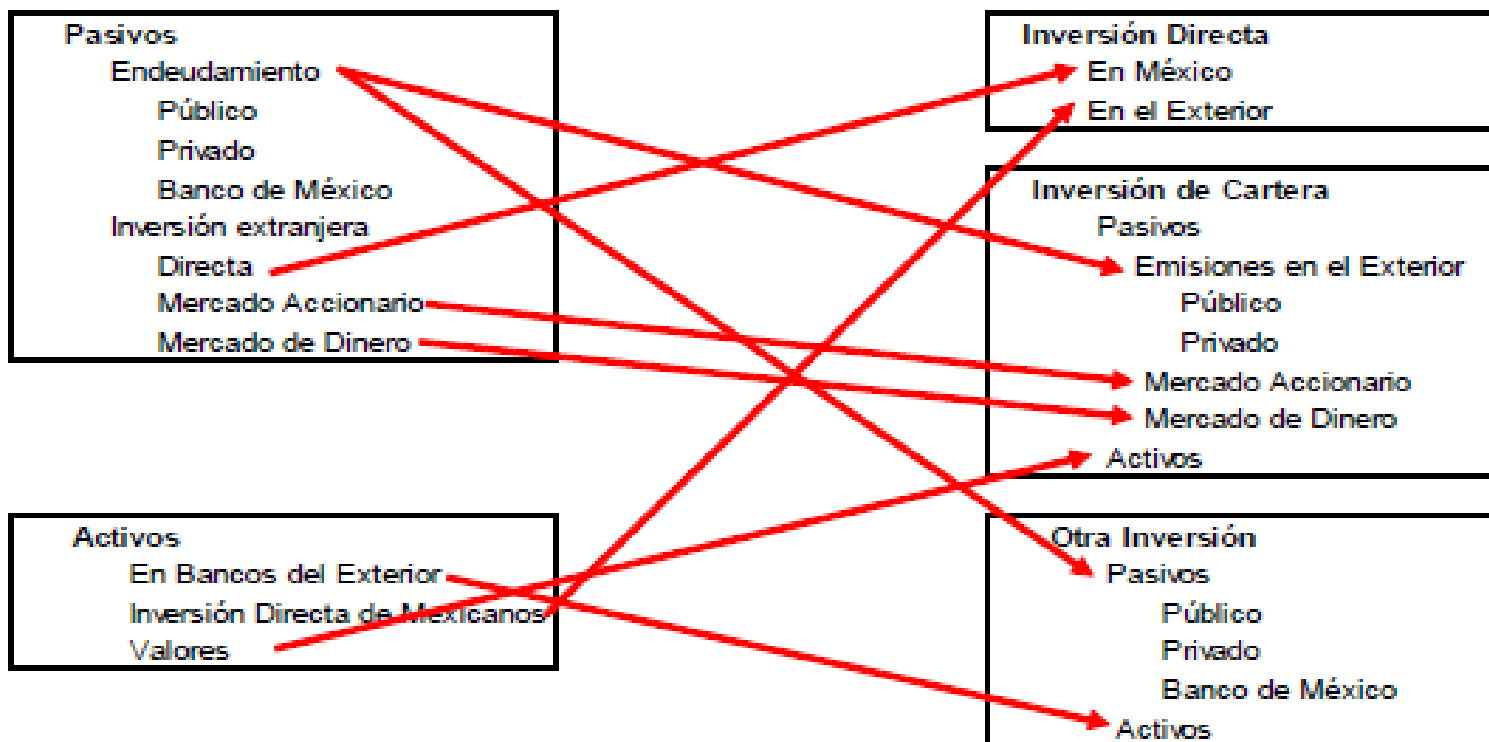 Pasivos
Endeudamiento
Público
Privado
Banco de México
Inversión extranjera
Directa
Mercado Accionario
Mercado de Dinero
Activos
En Bancos del Exterior
Inversión Directa de Mexicanos
Valores
Inversión Directa
En México
En el Exterior
Inversión de Cartera
Pasivos
Emisiones en el Exterior
Público
Privado
Mercado Accionario
Mercado de Dinero
Activos
Otra Inversión
Pasivos
Público
Privado
Banco de México
Activos